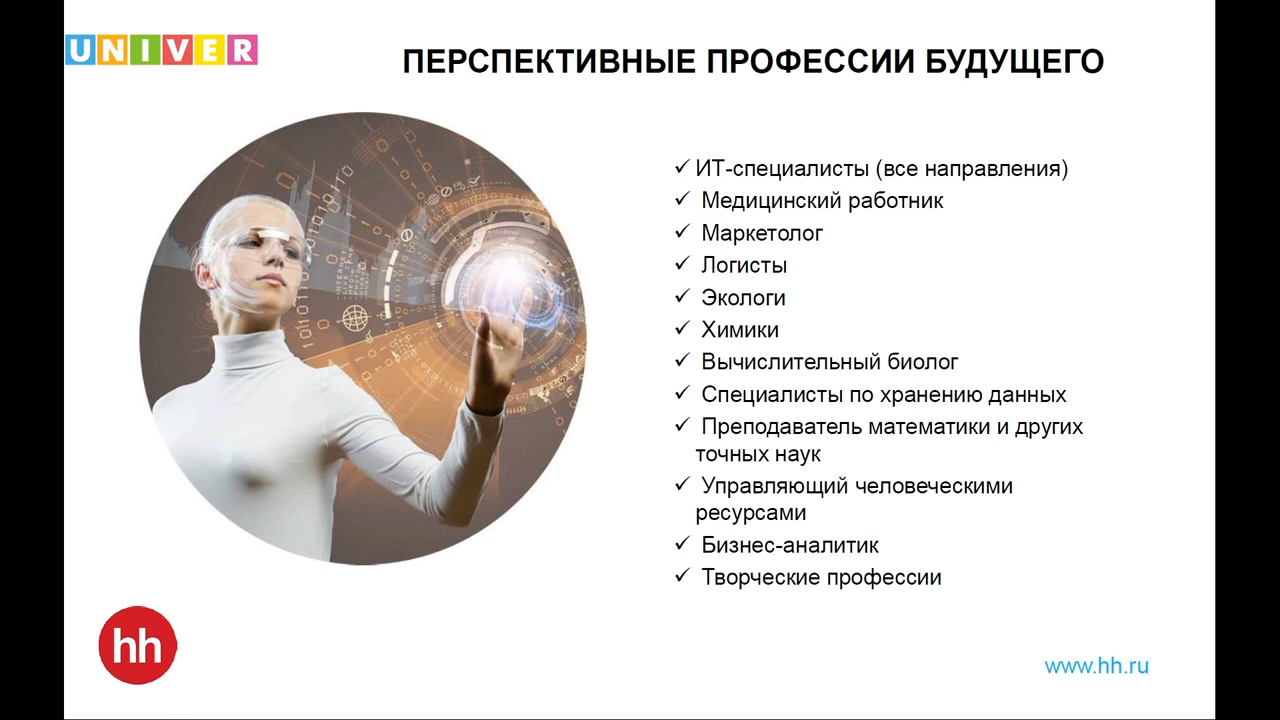 UNIVER
ПЕРСПЕКТИВНЫЕ ПРОФЕССИИ БУДУЩЕГО
✓ ИТ-специалисты (все направления)
✓ Медицинский работник
✓ Маркетолог
✓ Логисты
✓ Экологи
✓ Химики
✓ Вычислительный биолог
✓ Специалисты по хранению данных
✓ Преподаватель математики и других
точных наук
✓ Управляющий человеческими
ресурсами
✓ Бизнес-аналитик
✓ Творческие профессии
hh
www.hh.ru